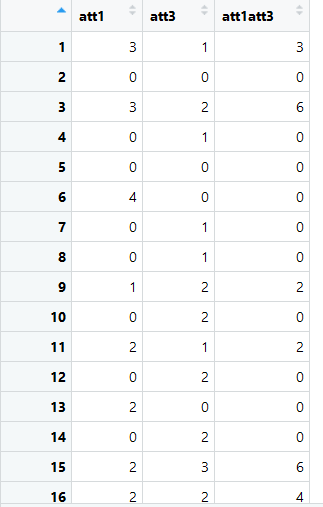 att1 att3 att1att3
1 3 1 3
2 0 0 0
3 3 2 6
4 0 1 0
5 0 0 0
6 4 0 0
7 0 1 0
8 0 1 0
9 1 2 2
10 0 2 0
11 2 1 2
12 0 2 0
13 2 0 0
14 0 2 0
15 2 3 6
16 2 2 4